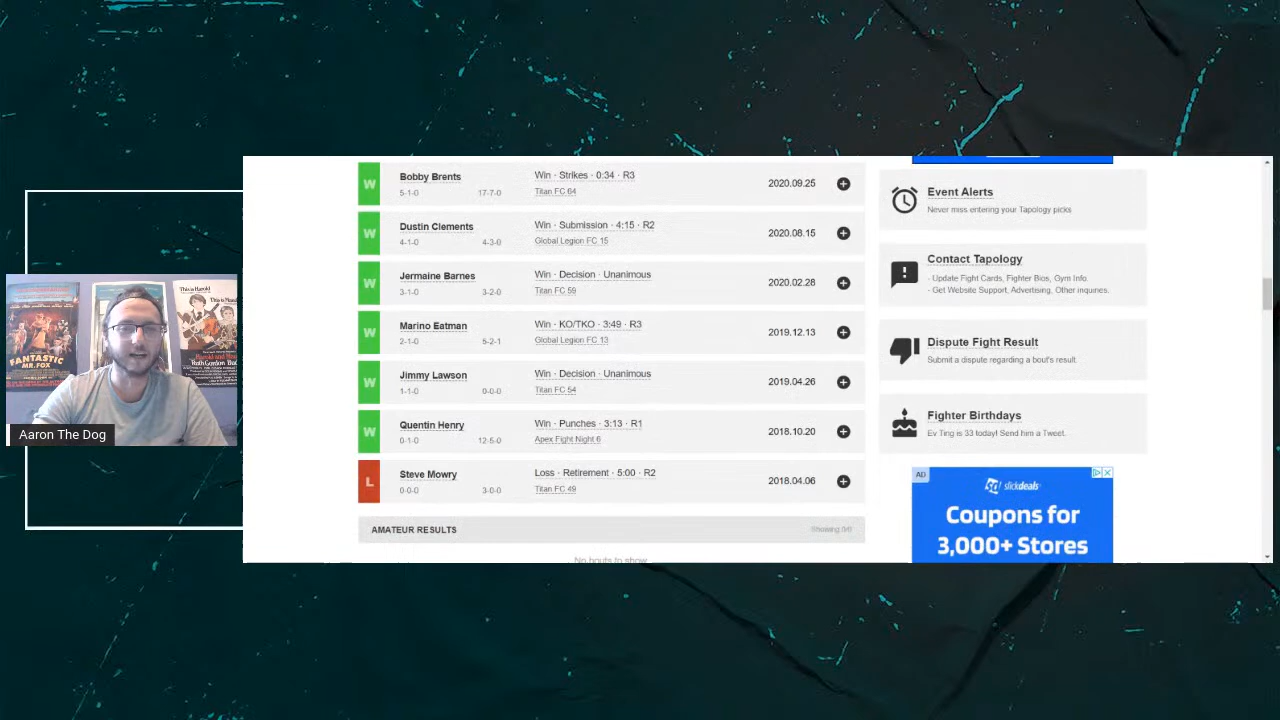 Bobby Brents
5-1-0 17-7-0
Win · Strikes · 0:34 · R3
Titan FC 64
2020.09.25
W
Dustin Clements
4-1-0 4-3-0
Win · Submission · 4:15 · R2
Global Legion FC 15
2020.08.15
W
Jermaine Barnes
3-1-0 3-2-0
Win · Decision · Unanimous
Titan FC 59
2020.02.28
W
Marino Eatman
2-1-0 5-2-1
Win · KO/TKO · 3:49 · R3
Global Legion FC 13
2019.12.13
W
Jimmy Lawson
1-1-0 0-0-0
Win · Decision · Unanimous
Titan FC 54
2019.04.26
W
Quentin Henry
0-1-0 12-5-0
Win · Punches · 3:13 · R1
Apex Fight Night 6
2018.10.20
W
Steve Mowry
0-0-0 3-0-0
Loss · Retirement · 5:00 · R2
Titan FC 49
2018.04.06
L
AMATEUR RESULTS
No bouts to show
Event Alerts
Never miss entering your Tapology picks
Contact Tapology
- Update Fight Cards, Fighter Bios, Gym Info.
- Get Website Support, Advertising, Other inquiries.
Dispute Fight Result
Submit a dispute regarding a bout's result.
Fighter Birthdays
Ev Ting is 33 today! Send him a Tweet.
AD
slickdeals
Coupons for
3,000+ Stores
FANTASTIC
MR. FOX
This is Harold
Aaron The Dog